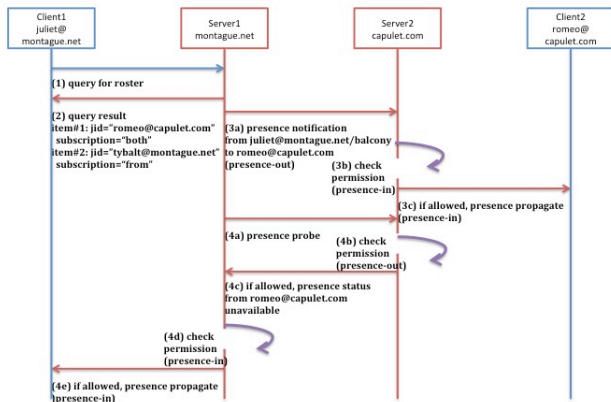 Client1
juliet@
montague.net
Server1
montague.net
Server2
capulet.com
Client2
romeo@
capulet.com
(1) query for roster
(2) query result
item#1: jid="romeo@capulet.com"
subscription="both"
item#2: jid="tybalt@montague.net"
subscription="from"
(3a) presence notification
from juliet@montague.net/balcony
to romeo@capulet.com
(presence-out)
(3b) check
permission
(presence-in)
(3c) if allowed, presence propagate
(presence-in)
(4a) presence probe
(4b) check
permission
(presence-out)
(4c) if allowed, presence status
from romeo@capulet.com
unavailable
(4d) check
permission
(presence-in)
(4e) if allowed, presence propagate
(presence-in)